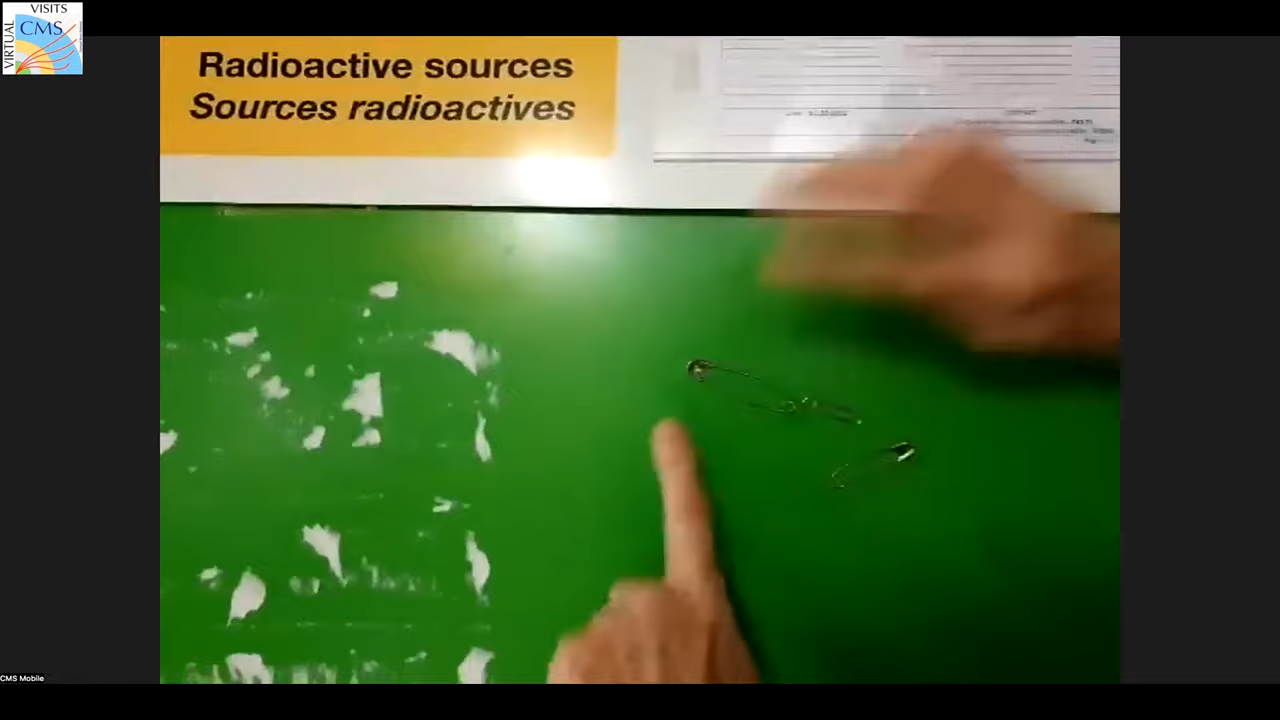 VISITS
VIRTUAL
CMS
Radioactive sources
Sources radioactives
CMS Mobile